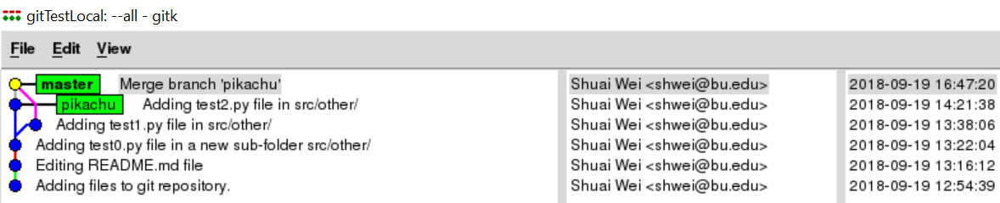 gitTestLocal: --all - gitk
File Edit View
master Merge branch 'pikachu' Shuai Wei <shwei@bu.edu> 2018-09-19 16:47:20
pikachu Adding test2.py file in src/other/ Shuai Wei <shwei@bu.edu> 2018-09-19 14:21:38
Adding test1.py file in src/other/ Shuai Wei <shwei@bu.edu> 2018-09-19 13:38:06
Adding test0.py file in a new sub-folder src/other/ Shuai Wei <shwei@bu.edu> 2018-09-19 13:22:04
Editing README.md file Shuai Wei <shwei@bu.edu> 2018-09-19 13:16:12
Adding files to git repository. Shuai Wei <shwei@bu.edu> 2018-09-19 12:54:39